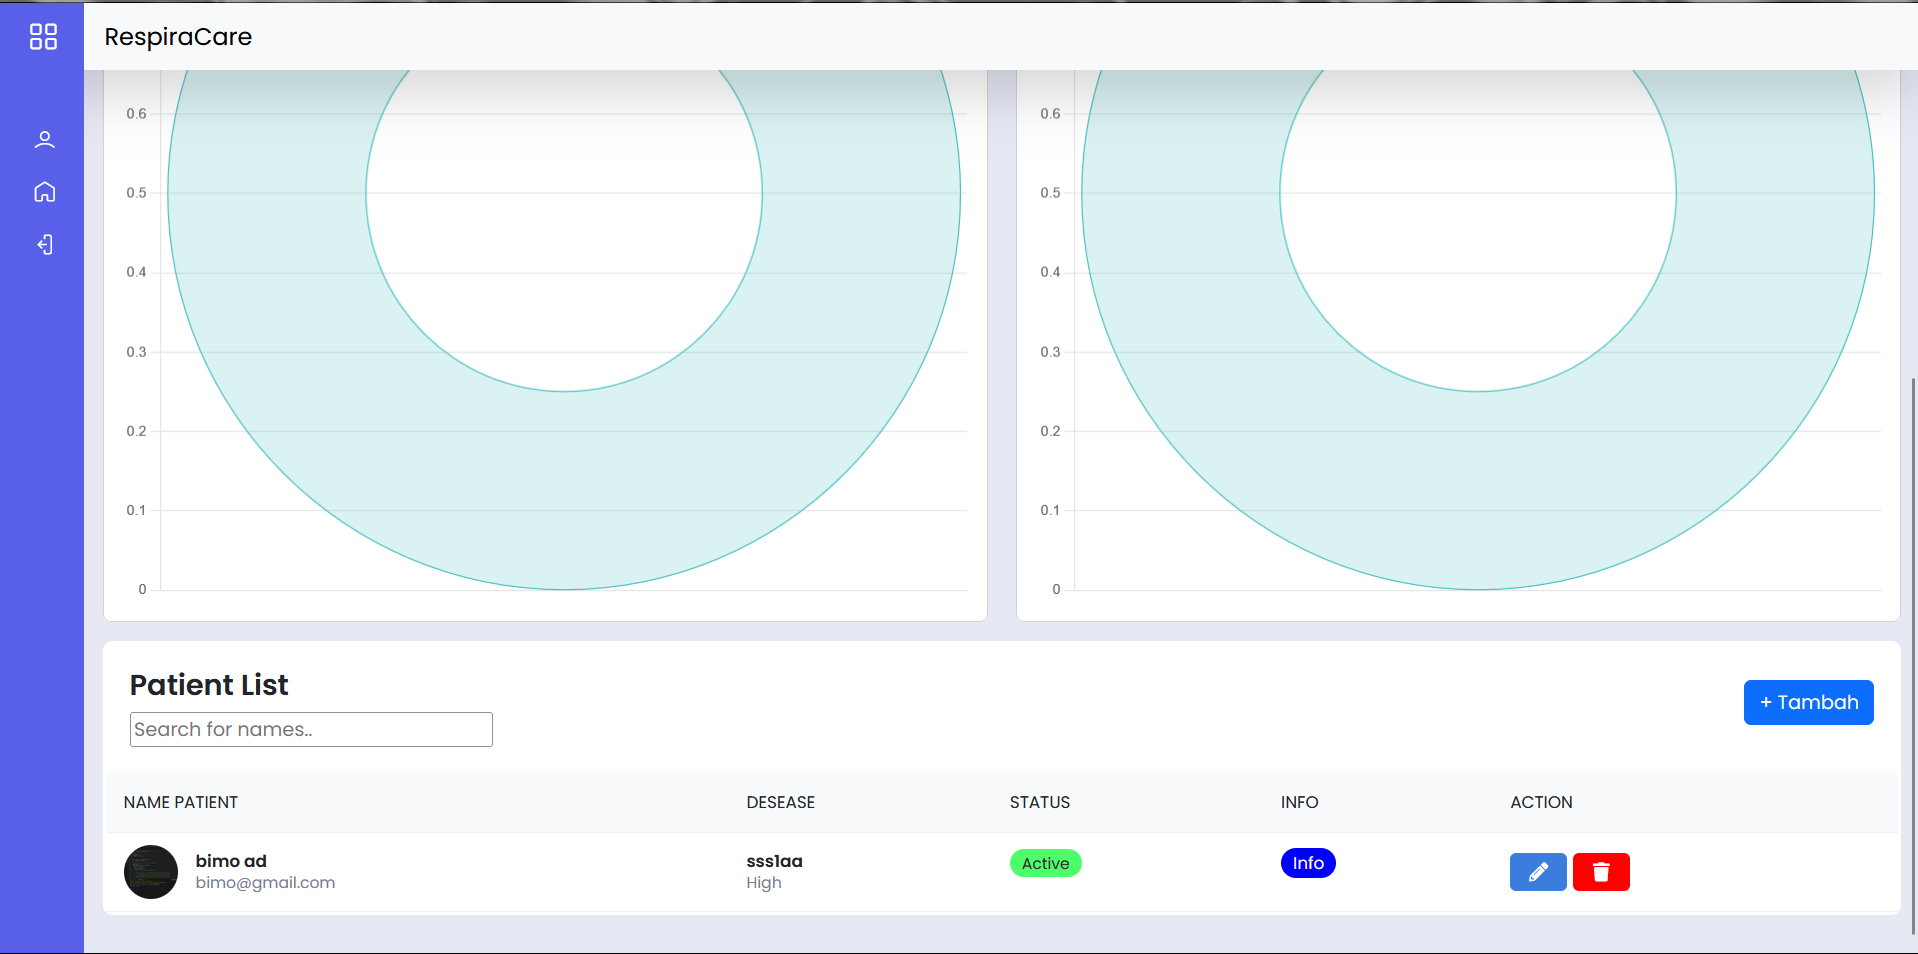 RespiraCare
0.6
0.5
0.4
0.3
0.2
0.1
0
0.6
0.5
0.4
0.3
0.2
0.1
0
Patient List
+ Tambah
Search for names..
NAME PATIENT DESEASE STATUS INFO ACTION
bimo ad sss1aa Active Info
bimo@gmail.com High